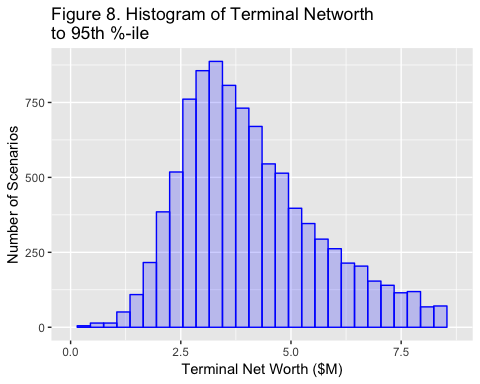 Figure 8. Histogram of Terminal Networth
to 95th %-ile
Number of Scenarios
750
500
250
0
0.0 2.5 5.0 7.5
Terminal Net Worth ($M)